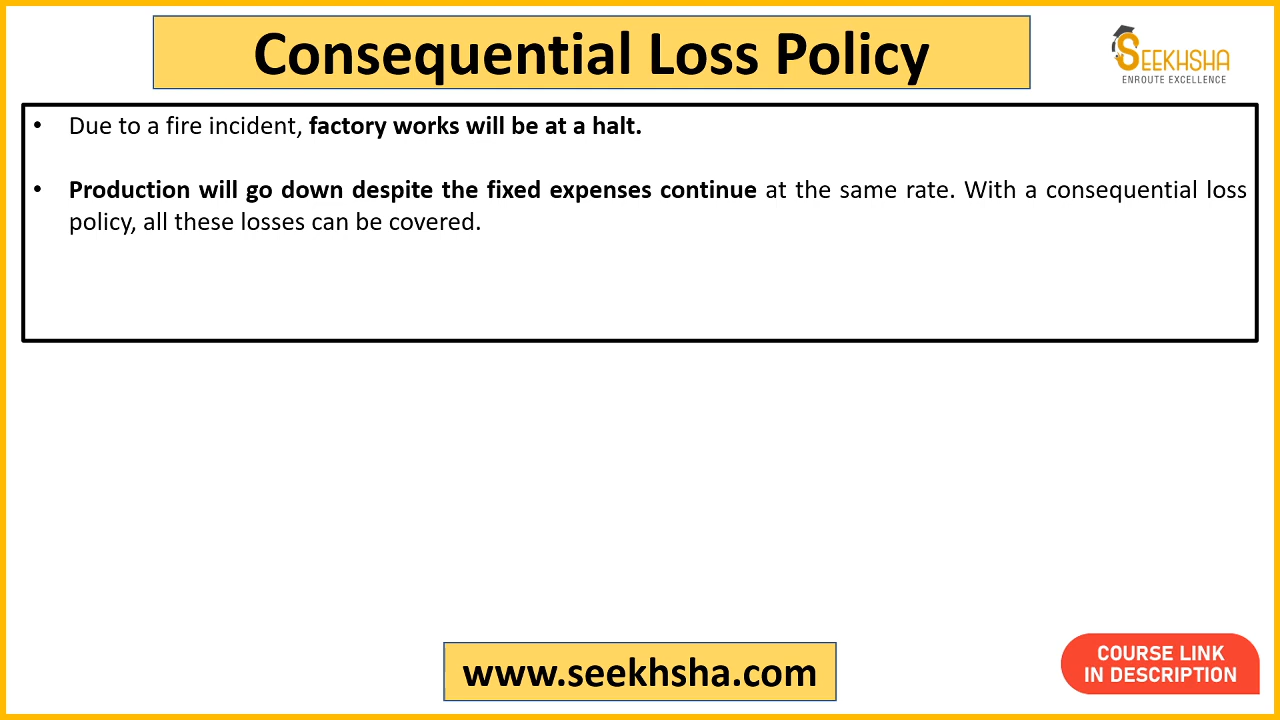 Consequential Loss Policy
SEEKHSHA
ENROUTE EXCELLENCE
• Due to a fire incident, factory works will be at a halt.
• Production will go down despite the fixed expenses continue at the same rate. With a consequential loss
policy, all these losses can be covered.
www.seekhsha.com
COURSE LINK
IN DESCRIPTION